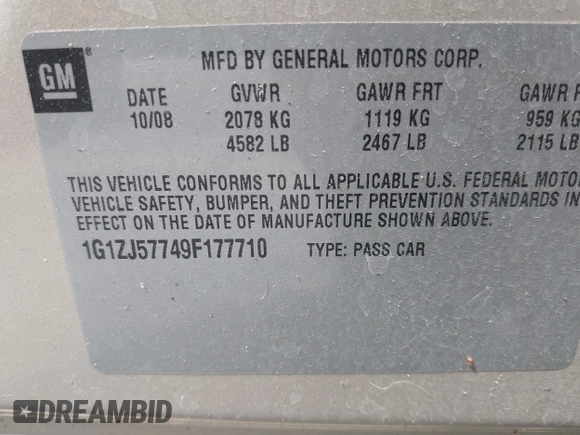 GM ®
MFD BY GENERAL MOTORS CORP.
DATE GVWR GAWR FRT GAWR
10/08 2078 KG 1119 KG 959 KG
4582 LB 2467 LB 2115 LB
THIS VEHICLE CONFORMS TO ALL APPLICABLE U.S. FEDERAL MOTO
VEHICLE SAFETY, BUMPER, AND THEFT PREVENTION STANDARDS IN
EFFECT ON THE DATE OF MANUFACTURE SHOWN ABOVE.
1G1ZJ57749F177710 TYPE: PASS CAR
DREAMBID